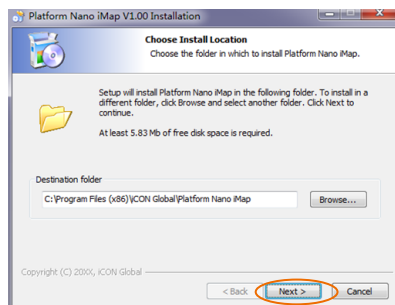 Platform Nano iMap V1.00 Installation
Choose Install Location
Choose the folder in which to install Platform Nano iMap.
Setup will install Platform Nano iMap in the following folder. To install in a
different folder, click Browse and select another folder. Click Next to
continue.
At least 5.83 Mb of free disk space is required.
Destination folder
C:\Program Files (x86)\iCON Global\Platform Nano iMap
Browse...
Copyright (C) 20XX, iCON Global
< Back
Next >
Cancel